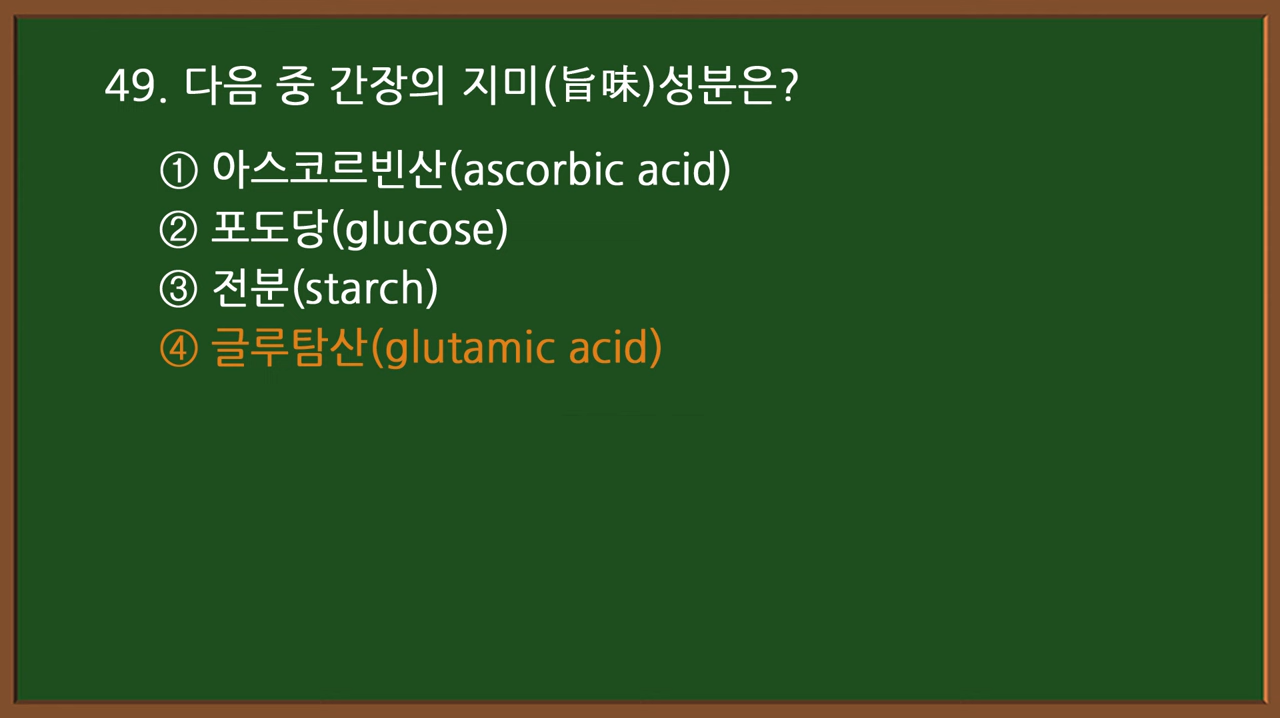 49. 다음 중 간장의 지미(旨味)성분은?
① 아스코르빈산(ascorbic acid)
② 포도당(glucose)
③ 전분(starch)
④ 글루탐산(glutamic acid)